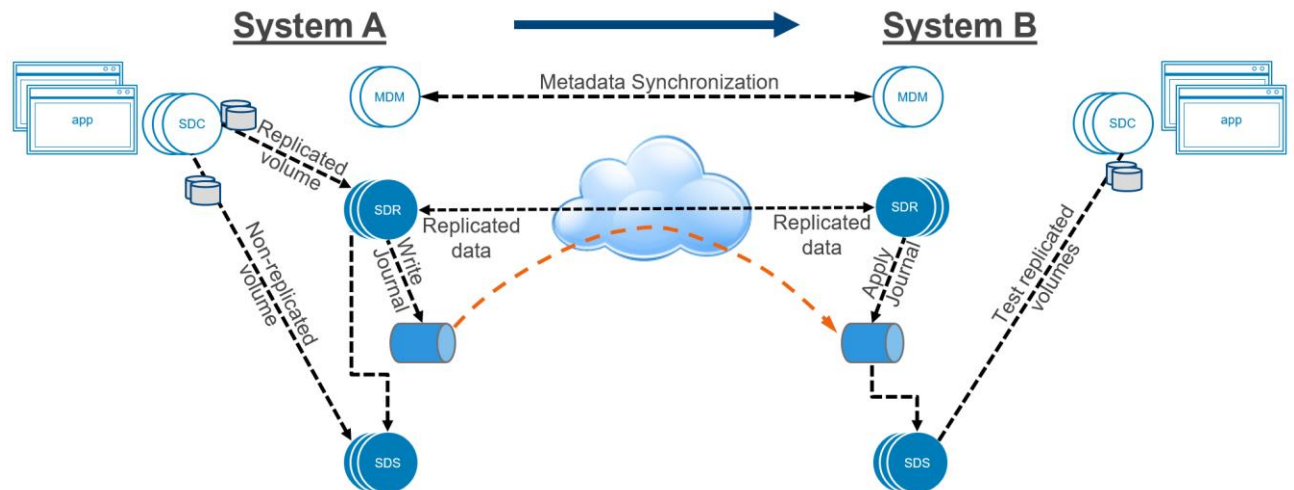 System A
System B
Metadata Synchronization
MDM
MDM
app
SDC
SDC
app
Replicated
volume
SDR
SDR
Replicated
data
Replicated
data
Non-replicated
volume
Write
Journal
Apply
Journal
Test replicated
volumes
SDS
SDS